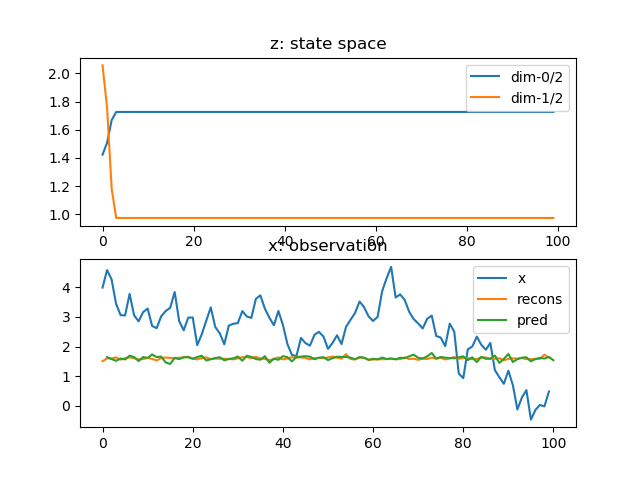 z: state space
2.0
1.8
1.6
1.4
1.2
1.0
dim-0/2
dim-1/2
0 20 40 60 80 100
x: observation
4
3
2
1
0
x
recons
pred
0 20 40 60 80 100